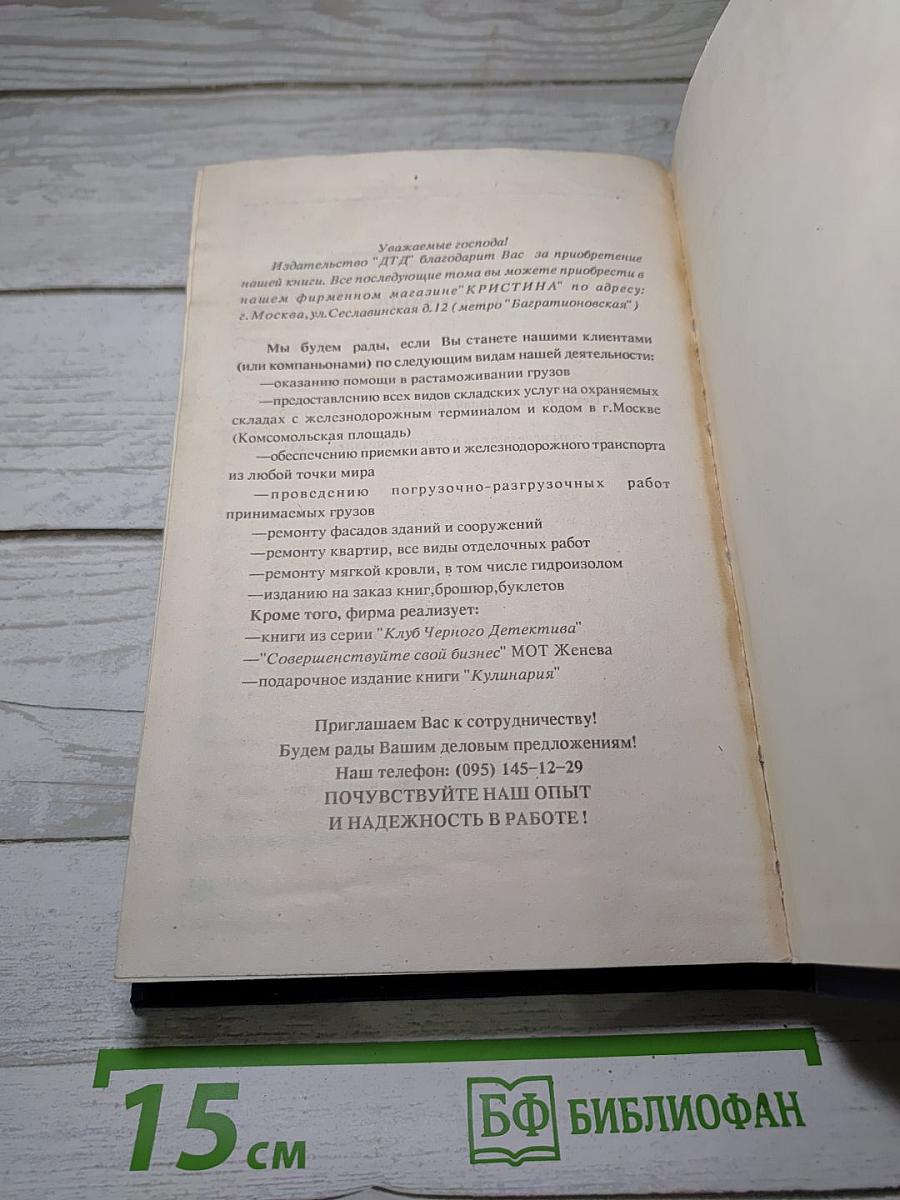 Уважаемые господа!
Издательство "ДТД" благодарит Вас за приобретение
нашей книги. Все последующие тома вы можете приобрести в
нашем фирменном магазине"КРИСТИНА" по адресу:
г.Москва,ул.Сеславинская д.12 (метро "Багратионовская")
Мы будем рады, если Вы станете нашими клиентами
(или компаньонами) по следующим видам нашей деятельности:
—оказанию помощи в растаможивании грузов
—предоставлению всех видов складских услуг на охраняемых
складах с железнодорожным терминалом и кодом в г.Москве
(Комсомольская площадь)
—обеспечению приемки авто и железнодорожного транспорта
из любой точки мира
—проведению погрузочно-разгрузочных работ
принимаемых грузов
—ремонту фасадов зданий и сооружений
—ремонту квартир, все виды отделочных работ
—ремонту мягкой кровли, в том числе гидроизолом
—изданию на заказ книг,брошюр,буклетов
Кроме того, фирма реализует:
—книги из серии "Клуб Черного Детектива"
—"Совершенствуйте свой бизнес" МОТ Женева
—подарочное издание книги "Кулинария"
Приглашаем Вас к сотрудничеству!
Будем рады Вашим деловым предложениям!
Наш телефон: (095) 145-12-29
ПОЧУВСТВУЙТЕ НАШ ОПЫТ
И НАДЕЖНОСТЬ В РАБОТЕ!
15 см
БФ БИБЛИОФАН